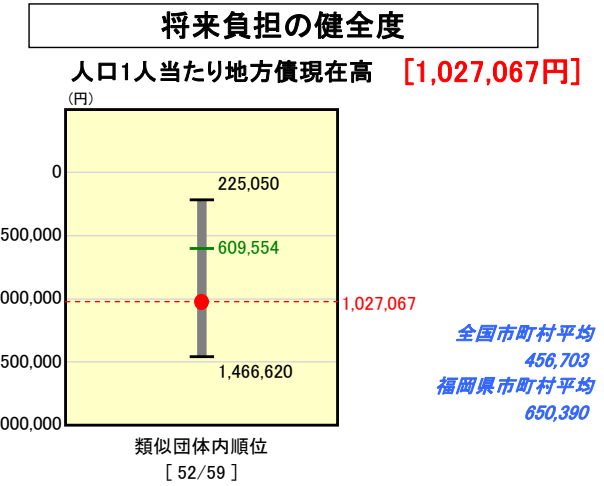 将来負担の健全度
人口1人当たり地方債現在高 [1,027,067円]
(円)
0
225,050
500,000
609,554
000,000
1,027,067
全国市町村平均
456,703
500,000
1,466,620
福岡県市町村平均
650,390
000,000
類似団体内順位
[ 52/59 ]